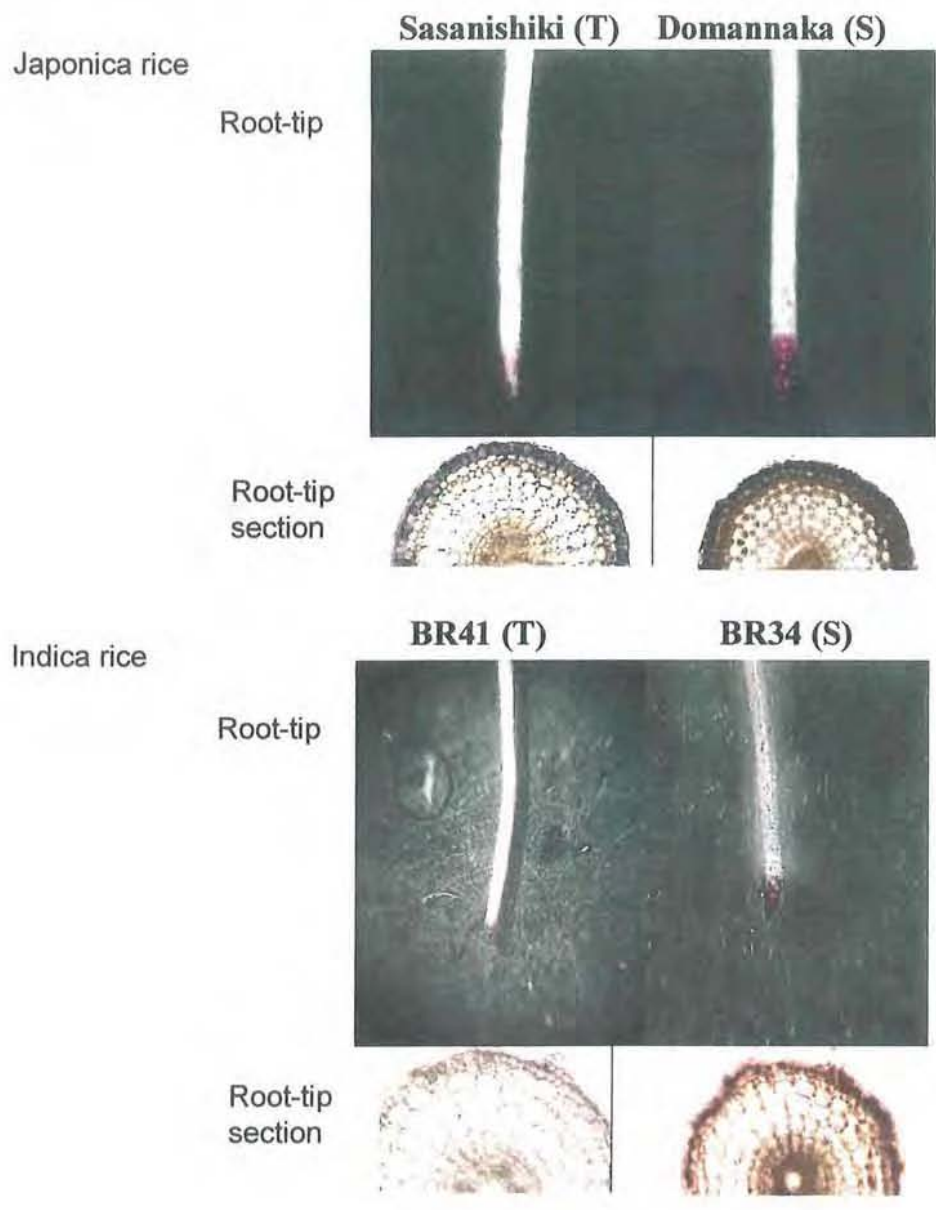 Sasanishiki (T) Domannaka (S)
Japonica rice
Root-tip
Root-tip
section
BR41 (T) BR34 (S)
Indica rice
Root-tip
Root-tip
section